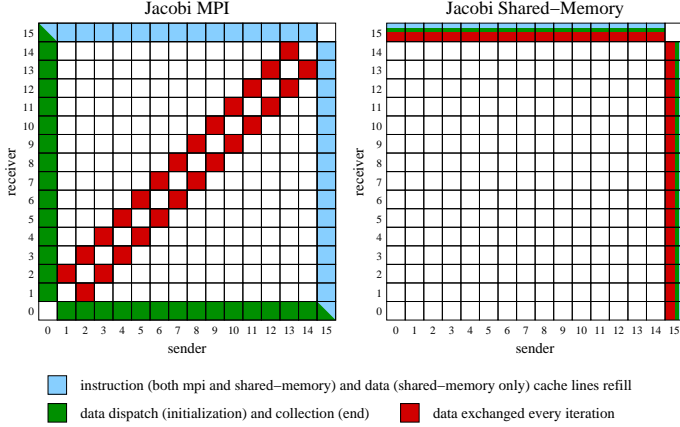 Jacobi MPI
Jacobi Shared−Memory
15
14
13
12
11
10
9
8
7
6
5
4
3
2
1
0
receiver
0 1 2 3 4 5 6 7 8 9 10 11 12 13 14 15
sender
15
14
13
12
11
10
9
8
7
6
5
4
3
2
1
0
receiver
0 1 2 3 4 5 6 7 8 9 10 11 12 13 14 15
sender
instruction (both mpi and shared−memory) and data (shared−memory only) cache lines refill
data dispatch (initialization) and collection (end)
data exchanged every iteration